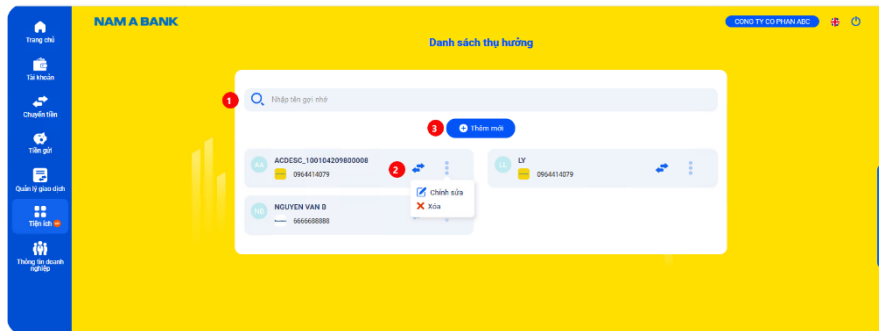 NAM A BANK
CONG TY CO PHAN ABC
Danh sách thụ hưởng
Trang chủ
Tài khoản
Chuyển tiền
Tiền gửi
Quản lý giao dịch
Tiện ích
Thông tin doanh
nghiệp
1
Nhập tên gợi nhớ
3
Thêm mới
AA
ACDESC_100104209800008
0964414079
2
Chỉnh sửa
Xóa
LL
LY
0964414079
NB
NGUYEN VAN B
6666688888